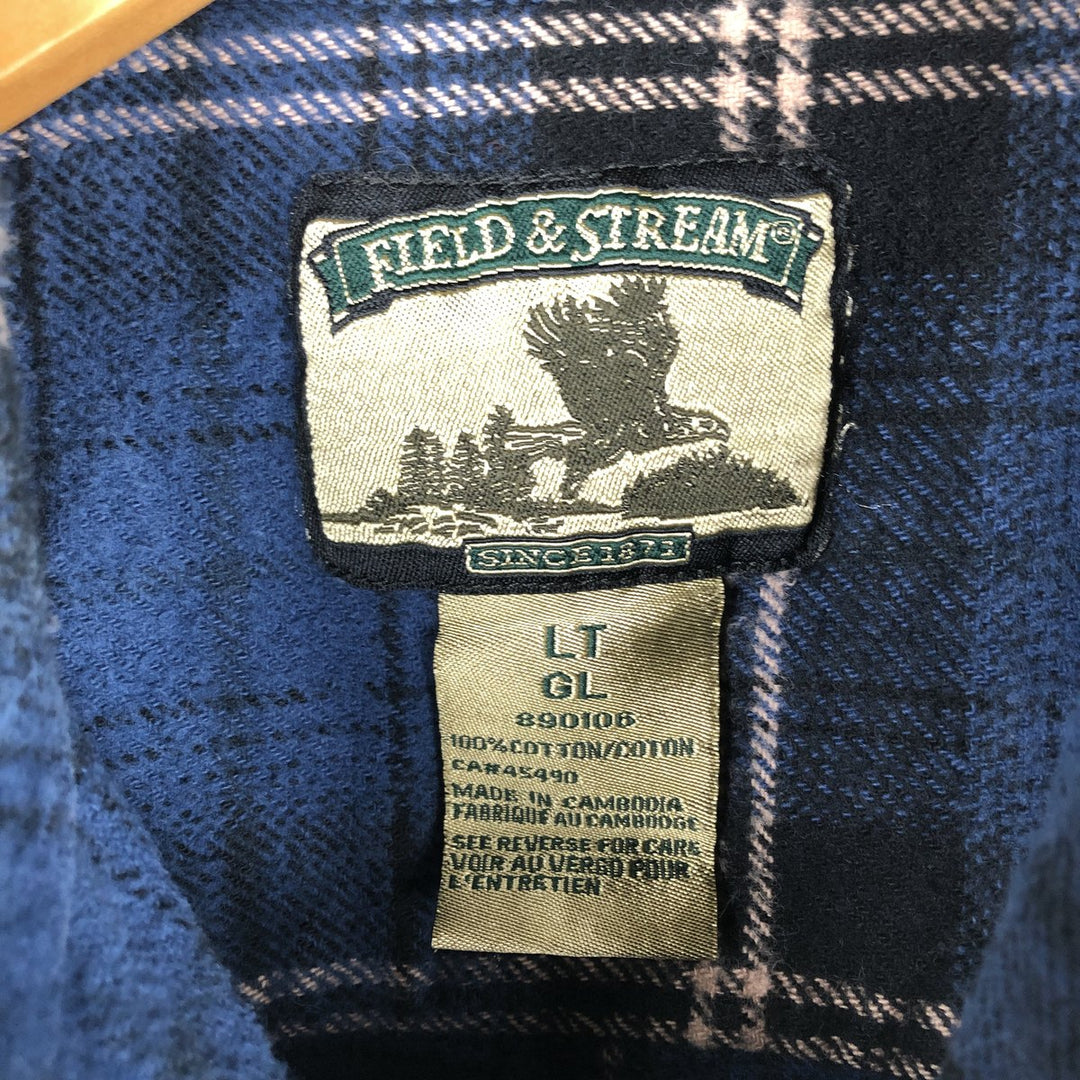 FIELD & STREAM®
SINCE 1871
LT
GL
890106
100% COTTON/COTON
CA#45490
MADE IN CAMBODIA
FABRIQUE AU CAMBODGE
SEE REVERSE FOR CARE
VOIR AU VERSO POUR
L'ENTRETIEN